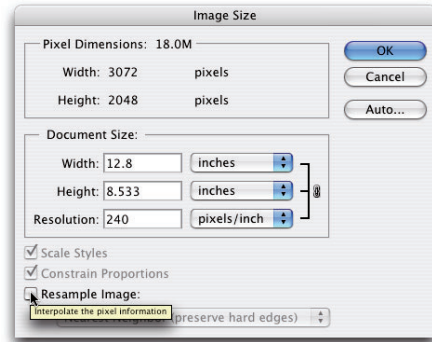 Image Size
Pixel Dimensions: 18.0M
Width: 3072 pixels
Height: 2048 pixels
OK
Cancel
Auto...
Document Size:
Width: 12.8 inches
Height: 8.533 inches
Resolution: 240 pixels/inch
Scale Styles
Constrain Proportions
Resample Image:
Interpolate the pixel information
(preserve hard edges)